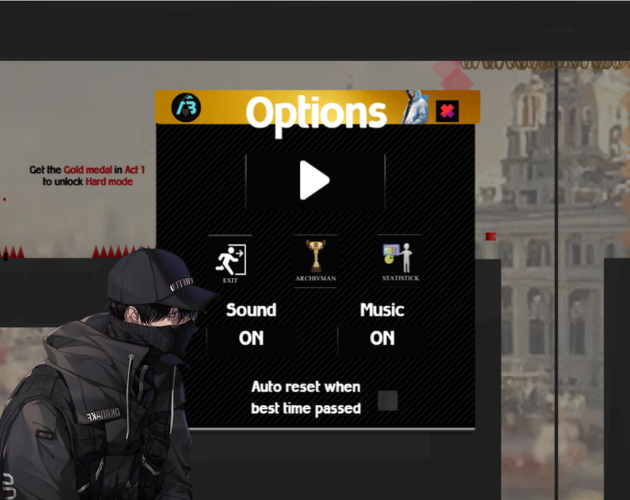 Options
Get the Gold medal in Act 1
to unlock Hard mode
EXIT
ARCHIVMAN
STATISTICK
Sound
Music
ON
ON
Auto reset when
best time passed